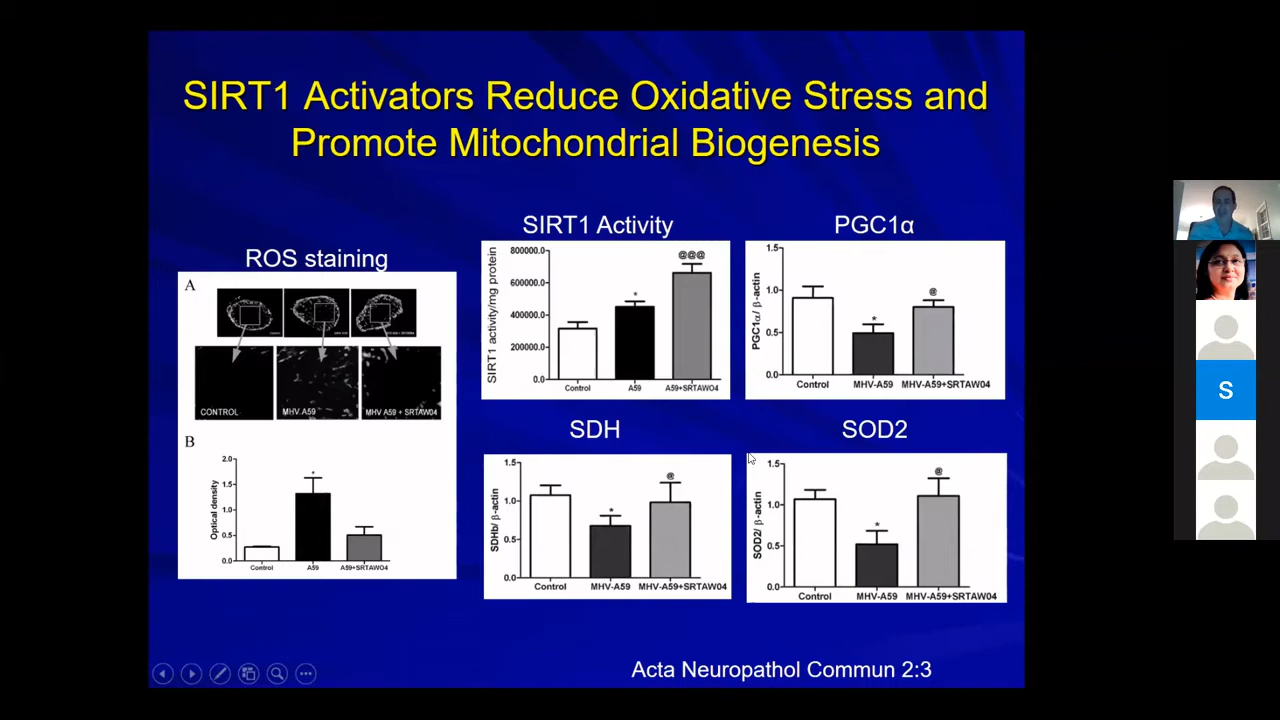 SIRT1 Activators Reduce Oxidative Stress and
Promote Mitochondrial Biogenesis
ROS staining
A
CONTROL
MHV.A59
MHV A59 + SRTAW04
B
2.0
1.5
1.0
0.5
0.0
Optical density
*
Control
A59
A59+SRTAWO4
SIRT1 Activity
800000.0
600000.0
400000.0
200000.0
0.0
SIRT1 activity/mg protein
*
@@@
Control
A59
A59+SRTAWO4
PGC1α
1.5
1.0
0.5
0.0
PGC1α/ β-actin
*
@
Control
MHV-A59
MHV-A59+SRTAW04
SDH
1.5
1.0
0.5
0.0
SDHb/ β-actin
*
@
Control
MHV-A59
MHV-A59+SRTAW04
SOD2
1.5
1.0
0.5
0.0
SOD2/ β-actin
*
@
Control
MHV-A59
MHV-A59+SRTAW04
Acta Neuropathol Commun 2:3
S